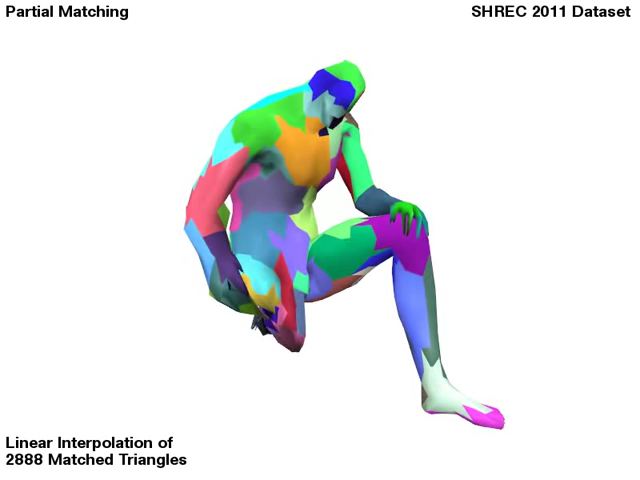 Partial Matching
SHREC 2011 Dataset
Linear Interpolation of
2888 Matched Triangles